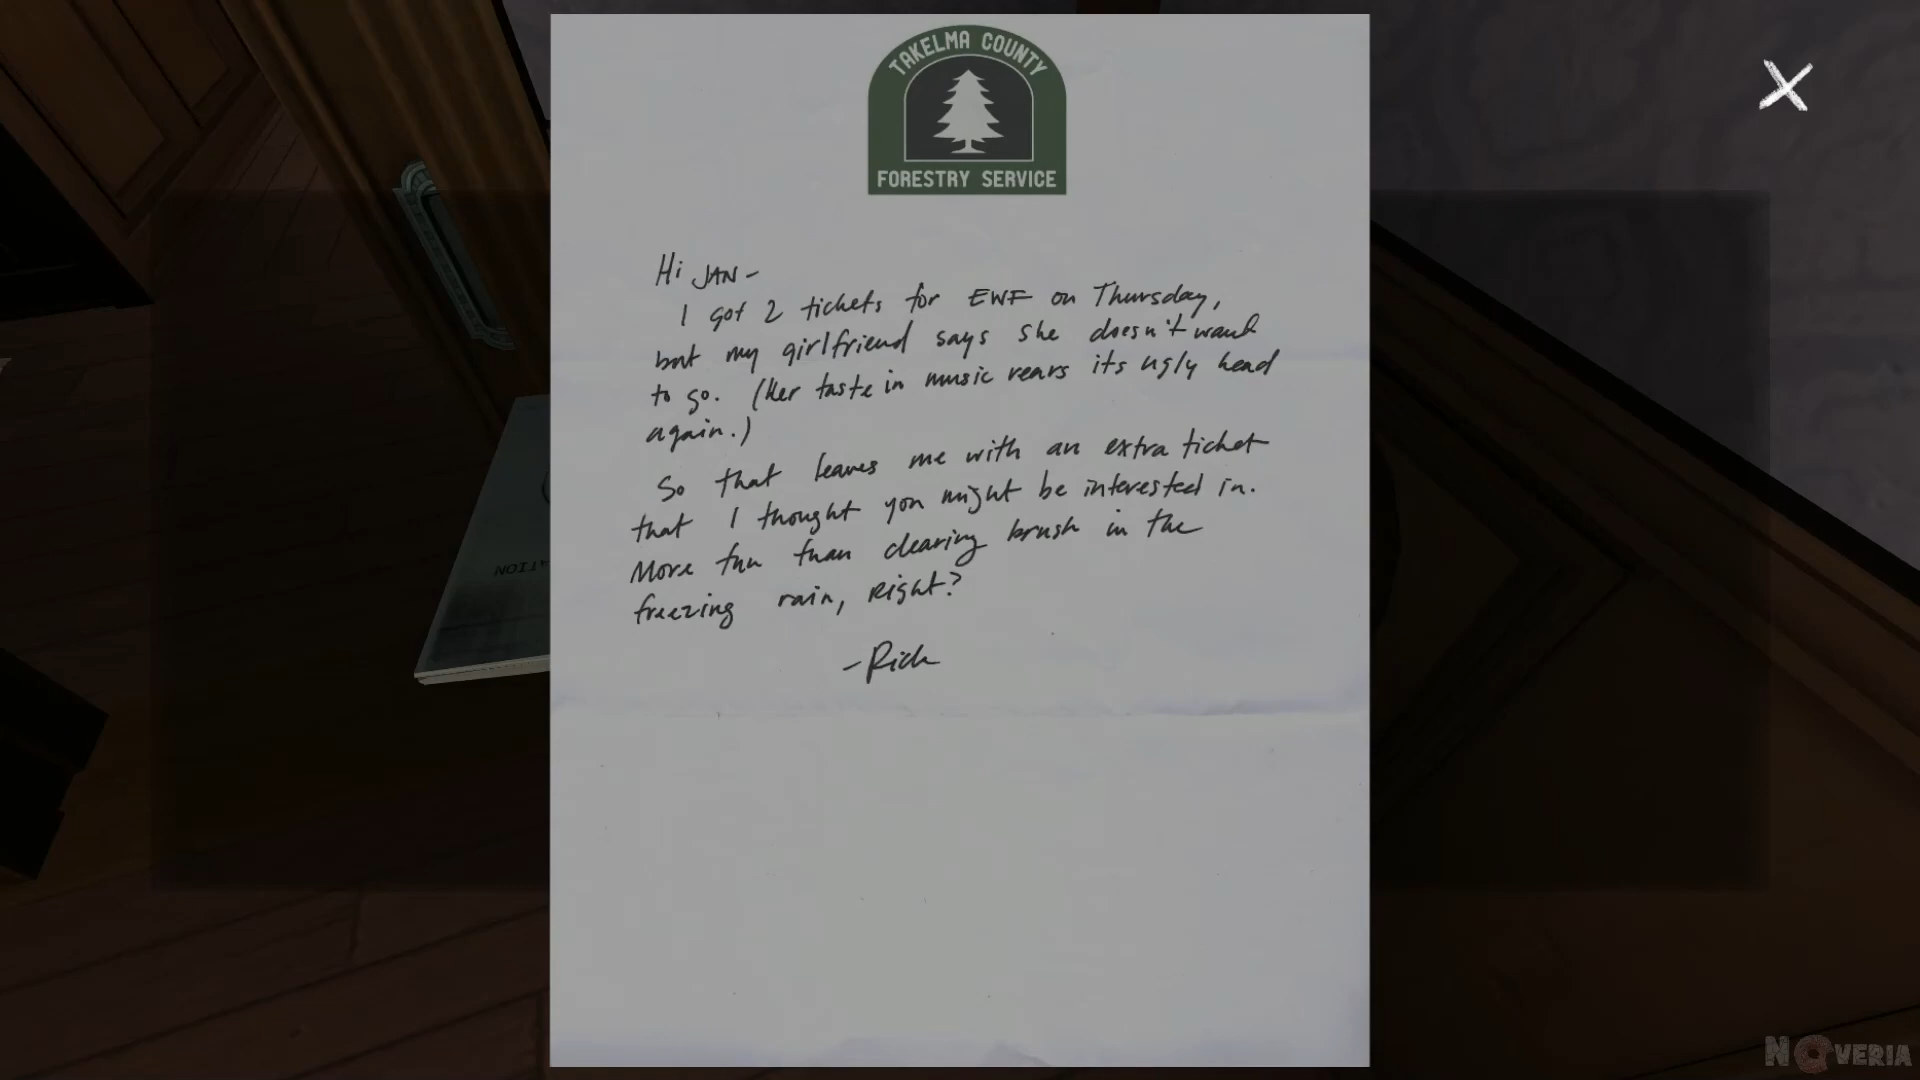 TAKELMA COUNTY
FORESTRY SERVICE
Hi JAN-
I got 2 tickets for EWF on Thursday,
but my girlfriend says she doesn't want
to go. (Her taste in music rears its ugly head
again.)
So that leaves me with an extra ticket
that I thought you might be interested in.
More fun than clearing brush in the
freezing rain, right?
-Rick
NOVERIA